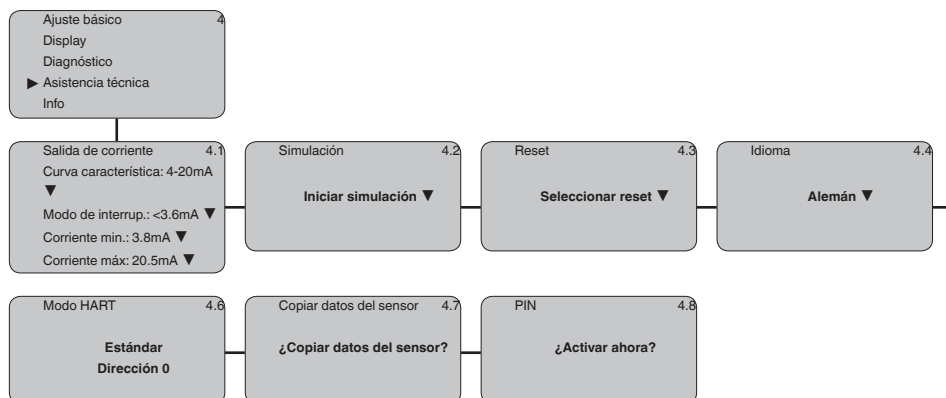 Ajuste básico 4
Display
Diagnóstico
▶ Asistencia técnica
Info
Salida de corriente 4.1
Curva característica: 4-20mA
▼
Modo de interrup.: <3.6mA ▼
Corriente min.: 3.8mA ▼
Corriente máx: 20.5mA ▼
Simulación 4.2
Iniciar simulación ▼
Reset 4.3
Seleccionar reset ▼
Idioma 4.4
Alemán ▼
Modo HART 4.6
Estándar
Dirección 0
Copiar datos del sensor 4.7
¿Copiar datos del sensor?
PIN 4.8
¿Activar ahora?